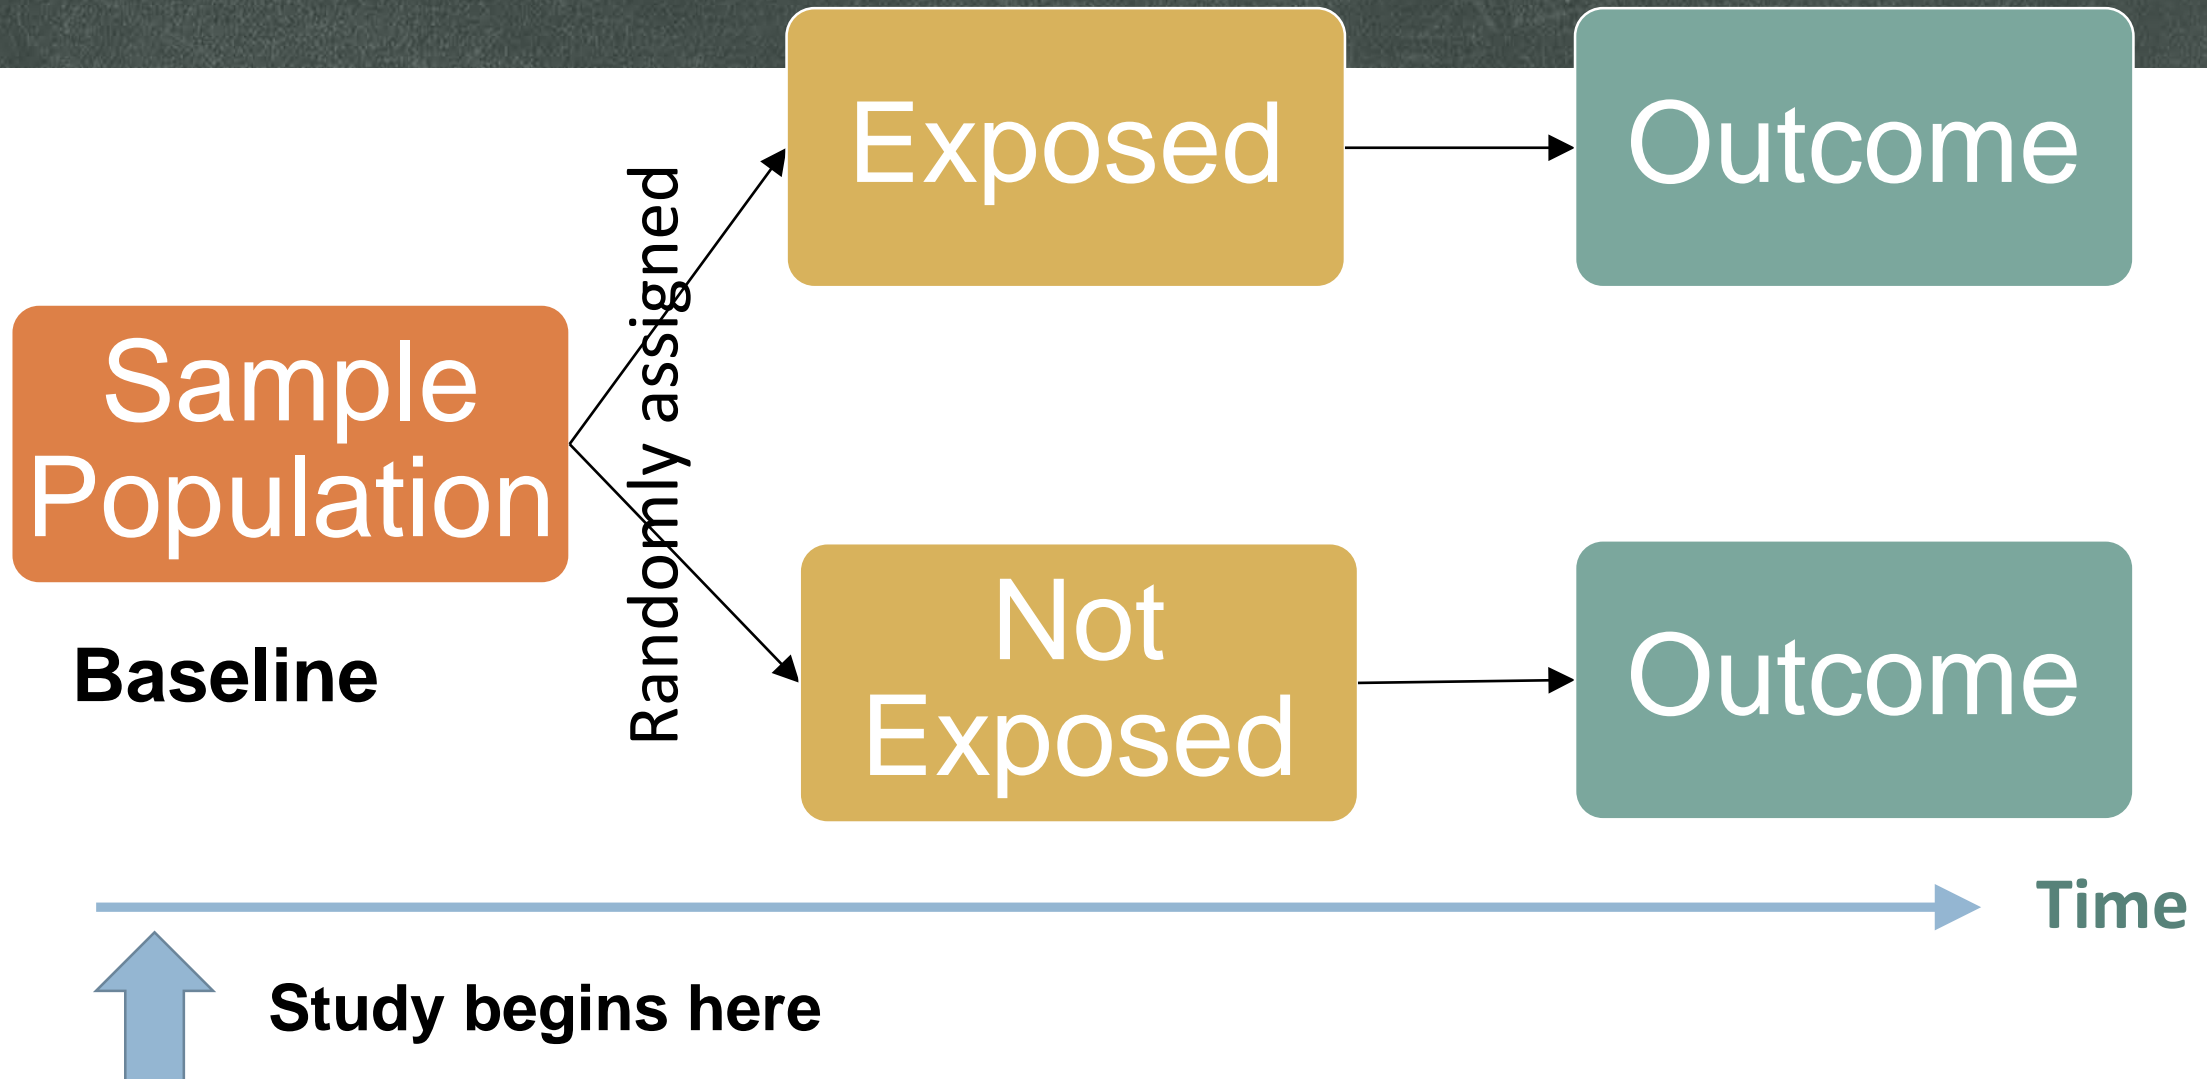 Exposed
Outcome
Sample
Population
Randomly assigned
Not
Exposed
Outcome
Baseline
Time
Study begins here